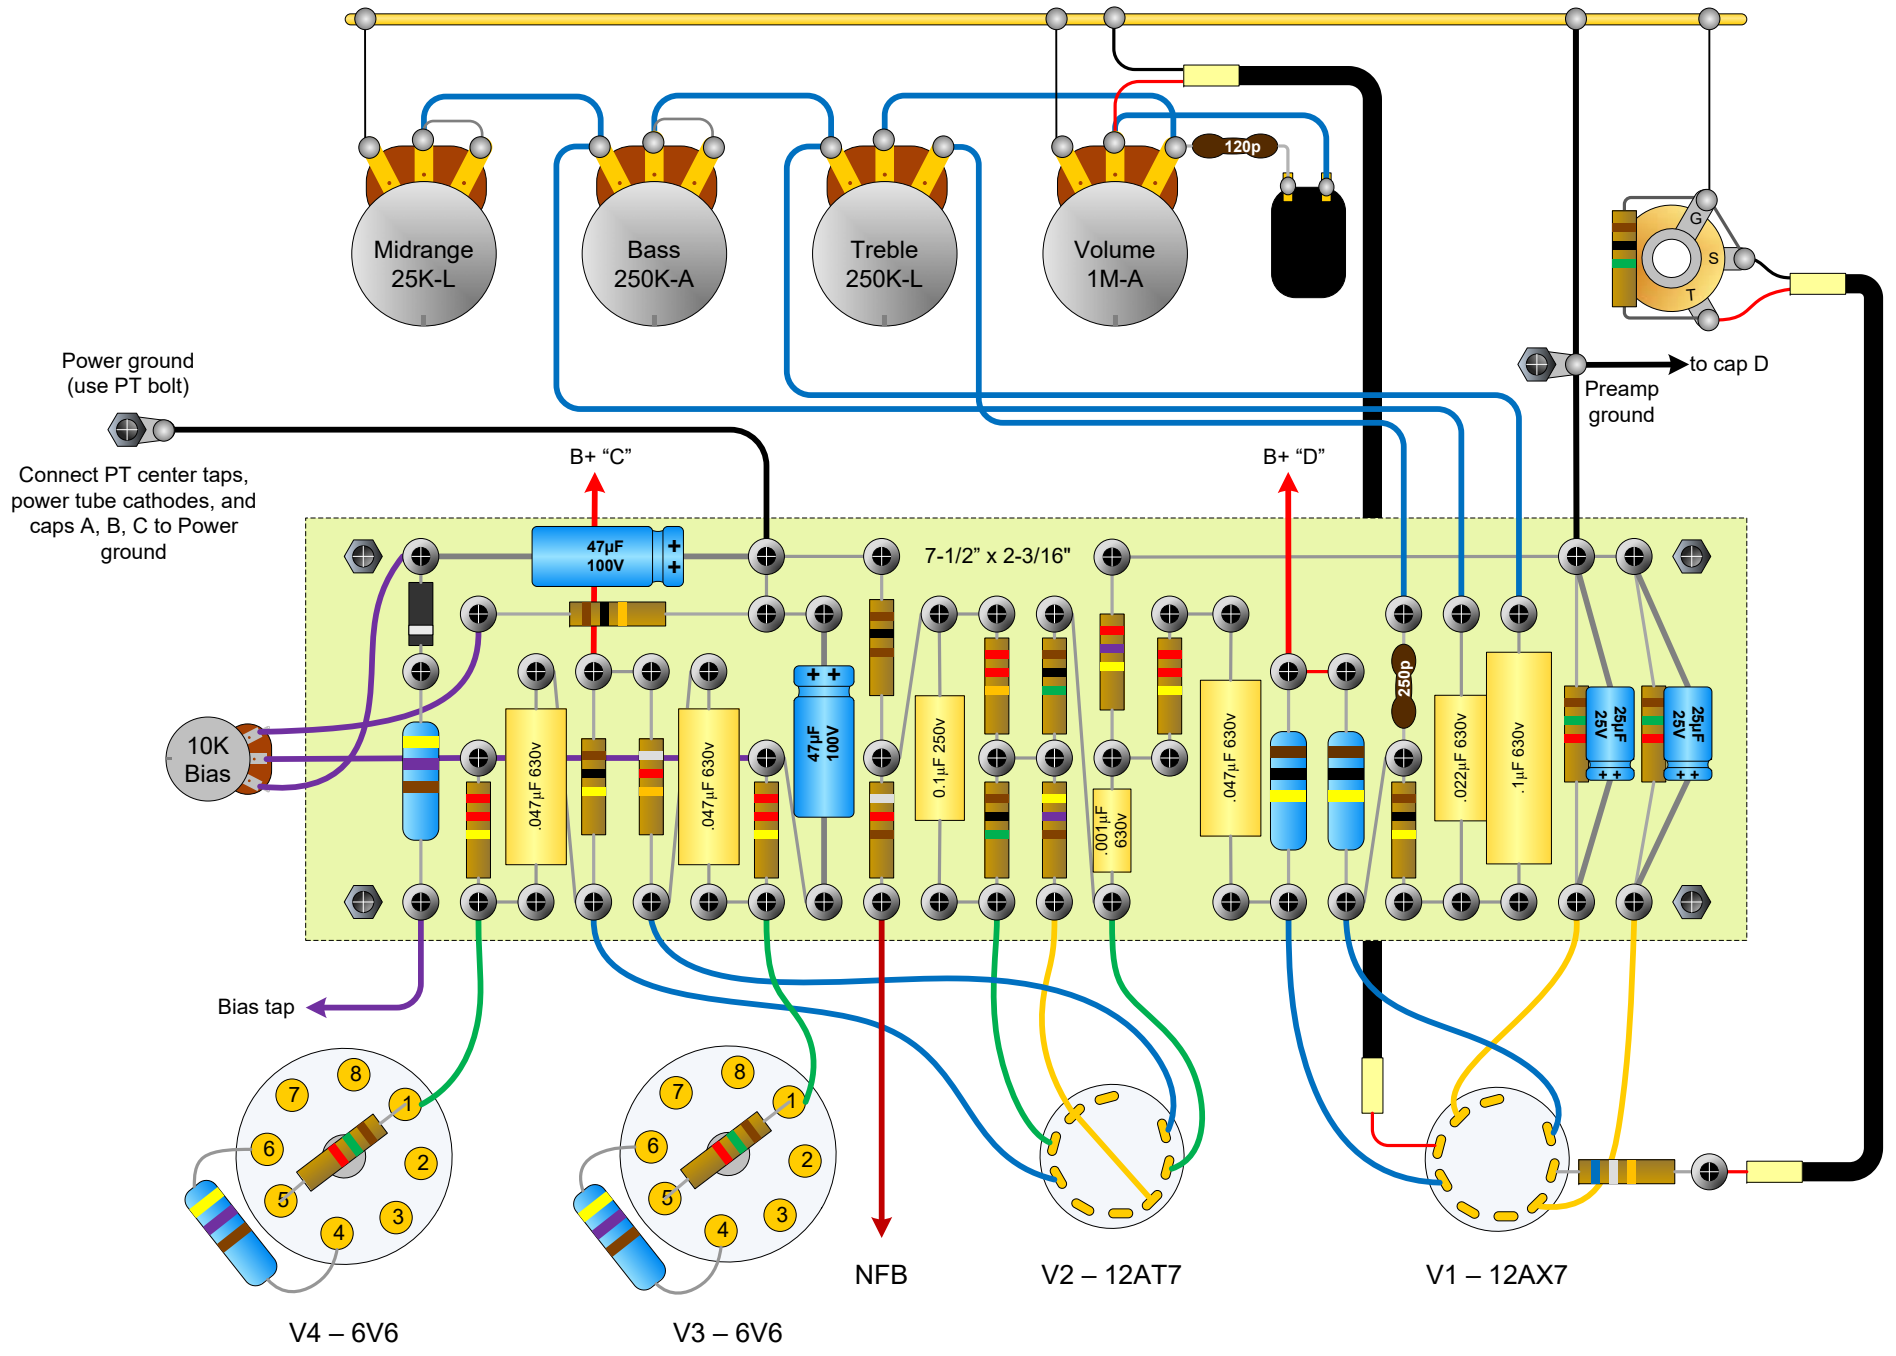 120p
Midrange
25K-L
Bass
250K-A
Treble
250K-L
Volume
1M-A
G
S
T
Power ground
(use PT bolt)
to cap D
Preamp
ground
Connect PT center taps,
power tube cathodes, and
caps A, B, C to Power
ground
B+ “C”
B+ “D”
47µF
100V
7-1/2” x 2-3/16"
10K
Bias
.047µF 630v
.047µF 630v
47µF
100V
0.1µF 250v
.001µF
630v
.047µF 630v
250p
.022µF 630v
.1µF 630v
25µF
25V
25µF
25V
Bias tap
8
7
1
6
2
5
3
4
8
7
1
6
2
5
3
4
NFB
V2 – 12AT7
V1 – 12AX7
V4 – 6V6
V3 – 6V6